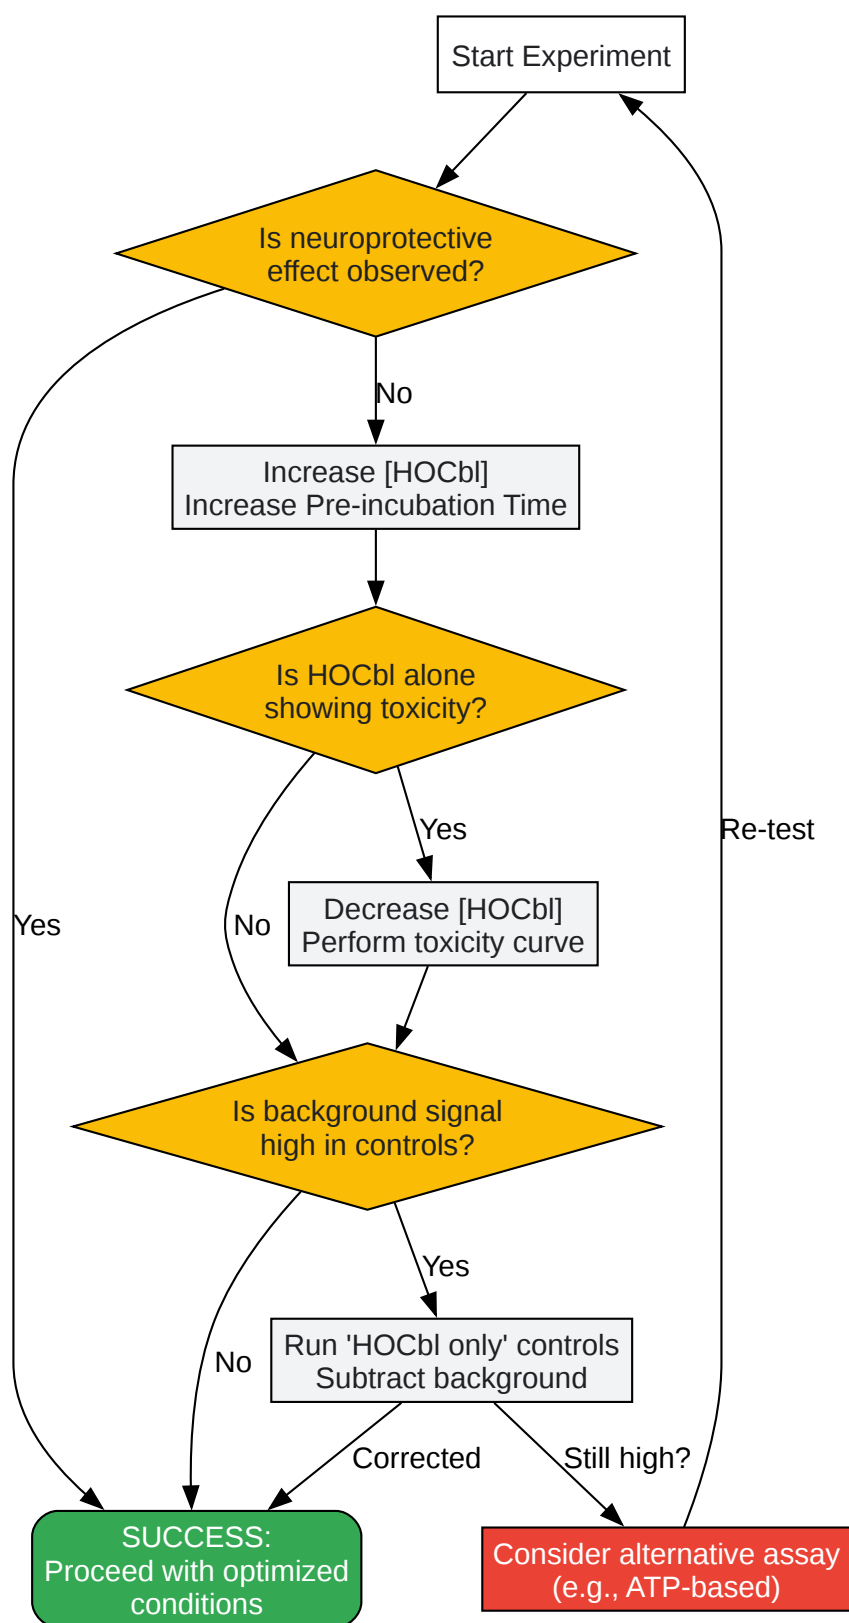 Start Experiment
Is neuroprotective
effect observed?
No
Increase [HOCbl]
Increase Pre-incubation Time
Is HOCbl alone
showing toxicity?
Yes
Re-test
Decrease [HOCbl]
Perform toxicity curve
Yes
No
Is background signal
high in controls?
Yes
Run 'HOCbl only' controls
Subtract background
No
Corrected
Still high?
SUCCESS:
Proceed with optimized
conditions
Consider alternative assay
(e.g., ATP-based)